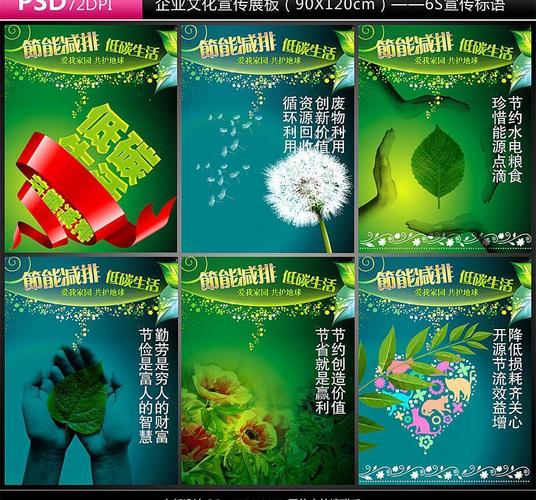 PSD/72DPI
企业文化宣传展板（90X120cm）——6S宣传标语
節能減排 低碳生活
爱我家园 共护地球
低碳
生活
節能減排 低碳生活
爱我家园 共护地球
废物利用
创新价值
资源回收
循环利用
節能減排 低碳生活
爱我家园 共护地球
节约水电粮食
珍惜能源点滴
節能減排 低碳生活
爱我家园 共护地球
勤劳是穷人的财富
节俭是富人的智慧
節能減排 低碳生活
爱我家园 共护地球
节约创造价值
节省就是赢利
節能減排 低碳生活
爱我家园 共护地球
降低损耗齐关心
开源节流效益增